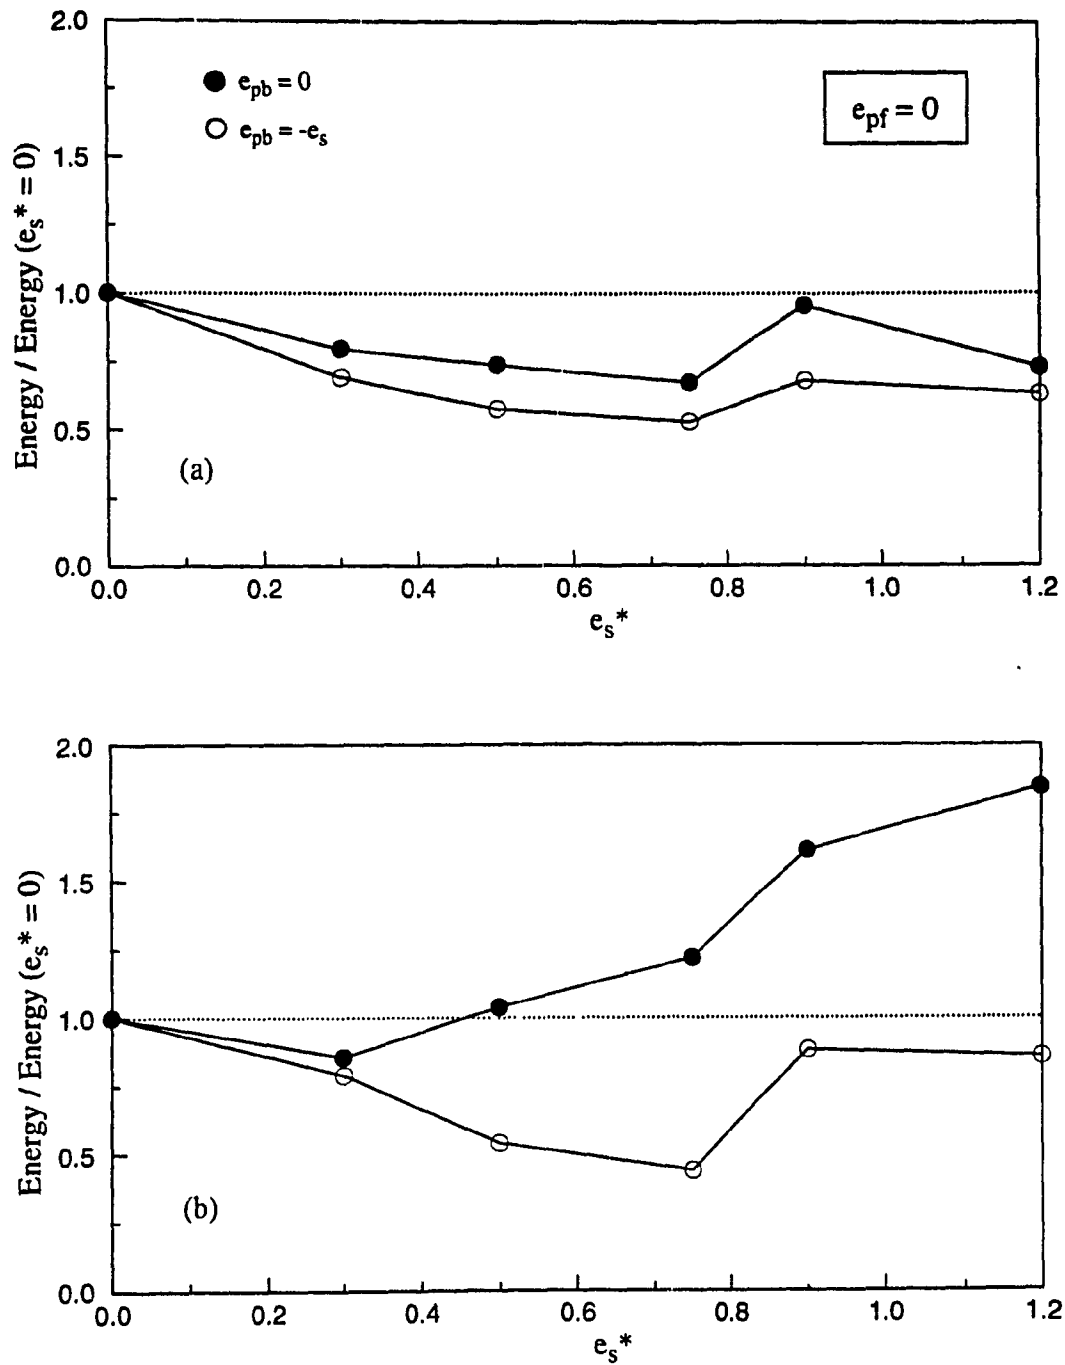 2.0
e_pb = 0
e_pb = -e_s
e_pf = 0
1.5
1.0
0.5
0.0
Energy / Energy (e_s* = 0)
(a)
0.0 0.2 0.4 0.6 0.8 1.0 1.2
e_s*
2.0
1.5
1.0
0.5
0.0
Energy / Energy (e_s* = 0)
(b)
0.0 0.2 0.4 0.6 0.8 1.0 1.2
e_s*